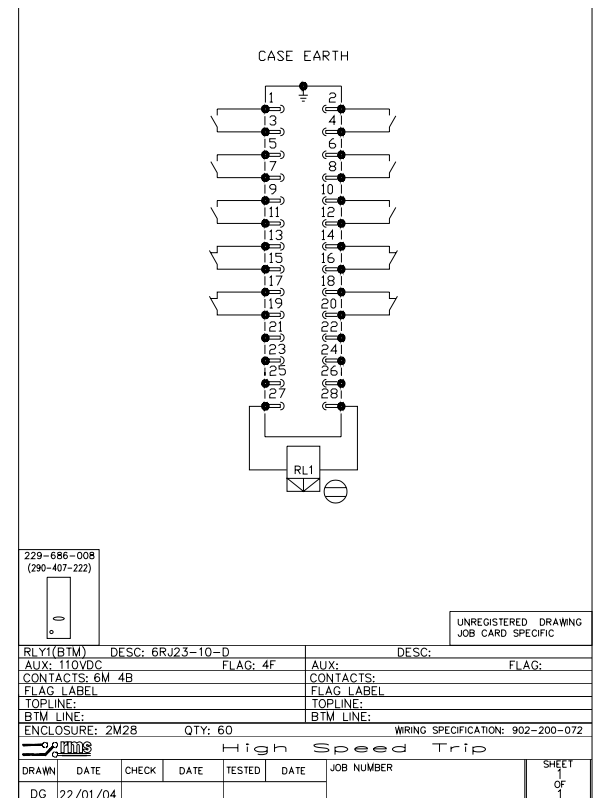 CASE EARTH
1 2
3 4
5 6
7 8
9 10
11 12
13 14
15 16
17 18
19 20
21 22
23 24
25 26
27 28
RL1
229-686-008
(290-407-222)
UNREGISTERED DRAWING
JOB CARD SPECIFIC
RLY1(BTM) DESC: 6RJ23-10-D DESC:
AUX: 110VDC FLAG: 4F AUX: FLAG:
CONTACTS: 6M 4B CONTACTS:
FLAG LABEL FLAG LABEL
TOPLINE: TOPLINE:
BTM LINE: BTM LINE:
ENCLOSURE: 2M28 QTY: 60 WIRING SPECIFICATION: 902-200-072
rms High Speed Trip
DRAWN DATE CHECK DATE TESTED DATE JOB NUMBER SHEET
1
OF
1
DG 22/01/04